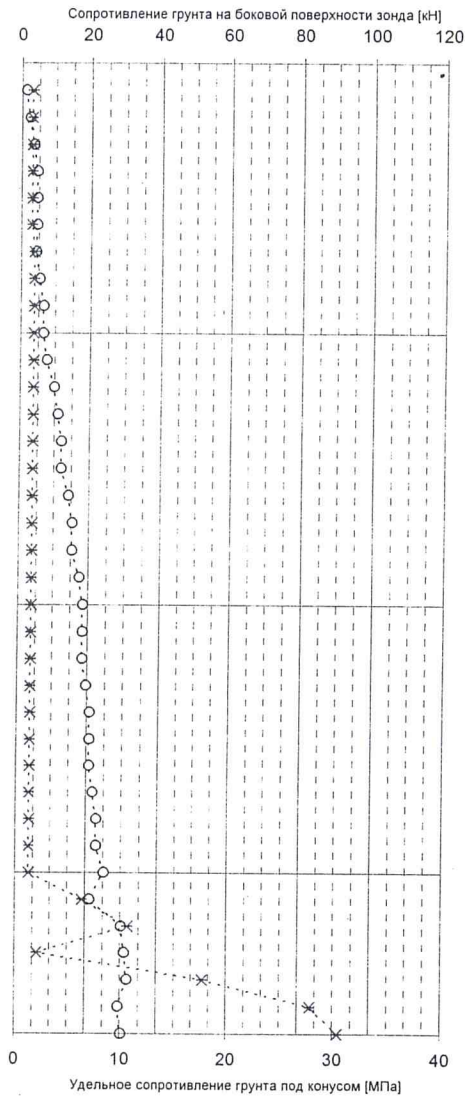 Сопротивление грунта на боковой поверхности зонда [кН]
0 20 40 60 80 100 120
0 10 20 30 40
Удельное сопротивление грунта под конусом [МПа]